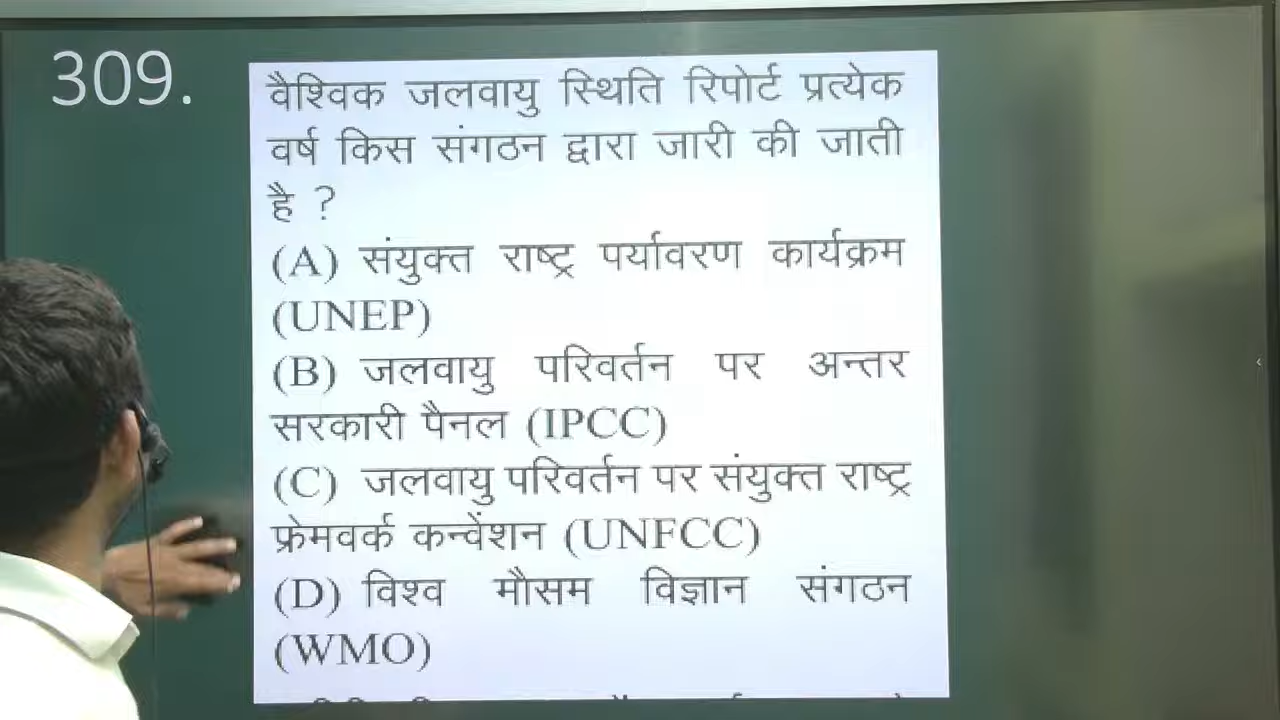 309.
वैश्विक जलवायु स्थिति रिपोर्ट प्रत्येक
वर्ष किस संगठन द्वारा जारी की जाती
है ?
(A) संयुक्त राष्ट्र पर्यावरण कार्यक्रम
(UNEP)
(B) जलवायु परिवर्तन पर अन्तर
सरकारी पैनल (IPCC)
(C) जलवायु परिवर्तन पर संयुक्त राष्ट्र
फ्रेमवर्क कन्वेंशन (UNFCC)
(D) विश्व मौसम विज्ञान संगठन
(WMO)